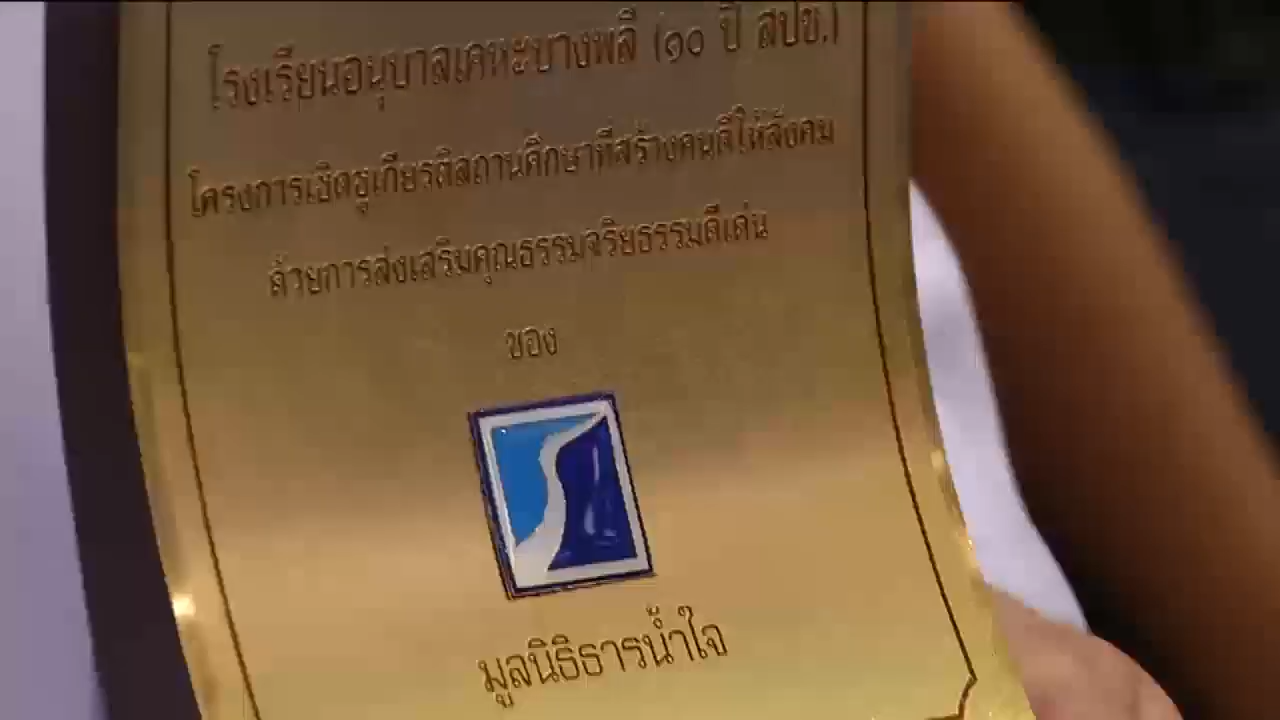 โรงเรียนอนุบาลเคหะบางพลี (๑๐ ปี สปช.)
โครงการเชิดชูเกียรติสถานศึกษาที่สร้างคนดีให้สังคม
ด้วยการส่งเสริมคุณธรรมจริยธรรมดีเด่น
ของ
มูลนิธิธารน้ำใจ